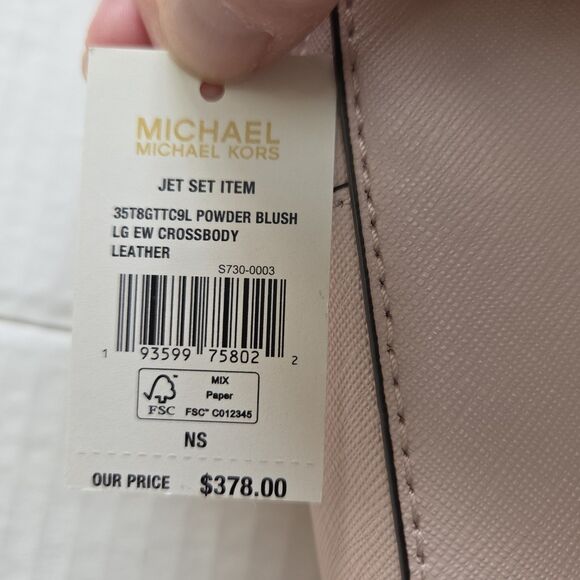 MICHAEL
MICHAEL KORS
JET SET ITEM
35T8GTTC9L POWDER BLUSH
LG EW CROSSBODY
LEATHER
S730-0003
1 93599 75802 2
FSC
MIX
Paper
FSC™ C012345
NS
OUR PRICE $378.00